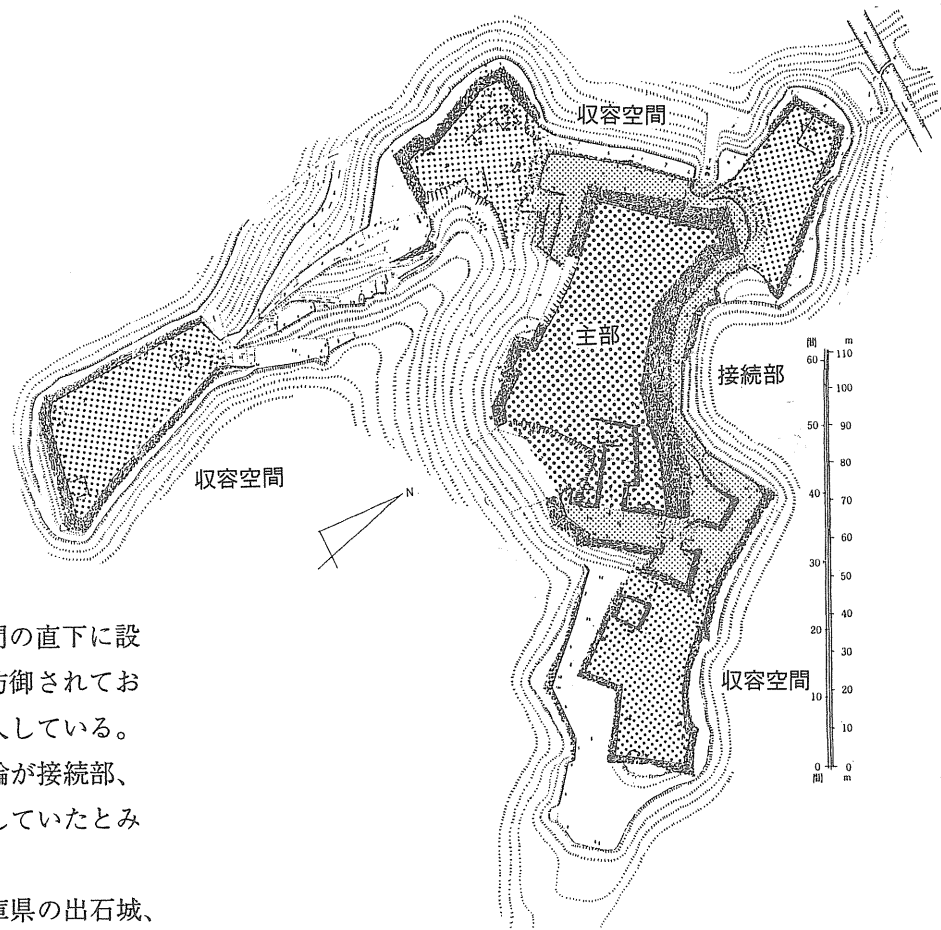 収容空間
主部
接続部
収容空間
N
収容空間
間 m
60 110
100
50 90
80
40 70
60
30 50
40
20 30
10 20
10
0 0
間 m
間の直下に設
防御されてお
入している。
輪が接続部、
していたとみ
庫県の出石城、